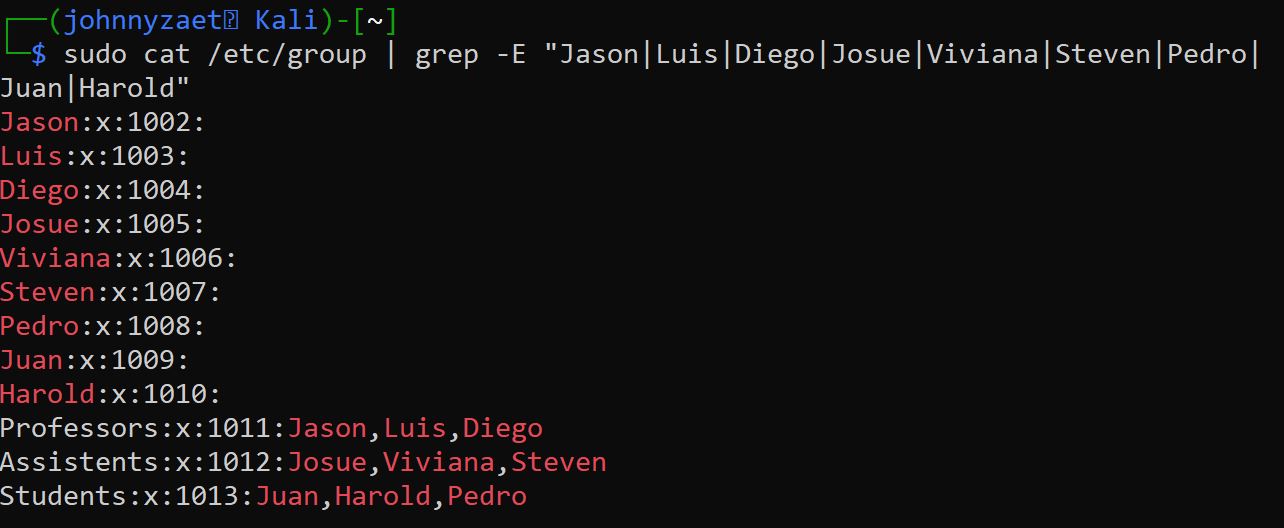 ┌──(johnnyzaet Kali)-[~]
└─$ sudo cat /etc/group | grep -E "Jason|Luis|Diego|Josue|Viviana|Steven|Pedro|
Juan|Harold"
Jason:x:1002:
Luis:x:1003:
Diego:x:1004:
Josue:x:1005:
Viviana:x:1006:
Steven:x:1007:
Pedro:x:1008:
Juan:x:1009:
Harold:x:1010:
Professors:x:1011:Jason,Luis,Diego
Assistents:x:1012:Josue,Viviana,Steven
Students:x:1013:Juan,Harold,Pedro